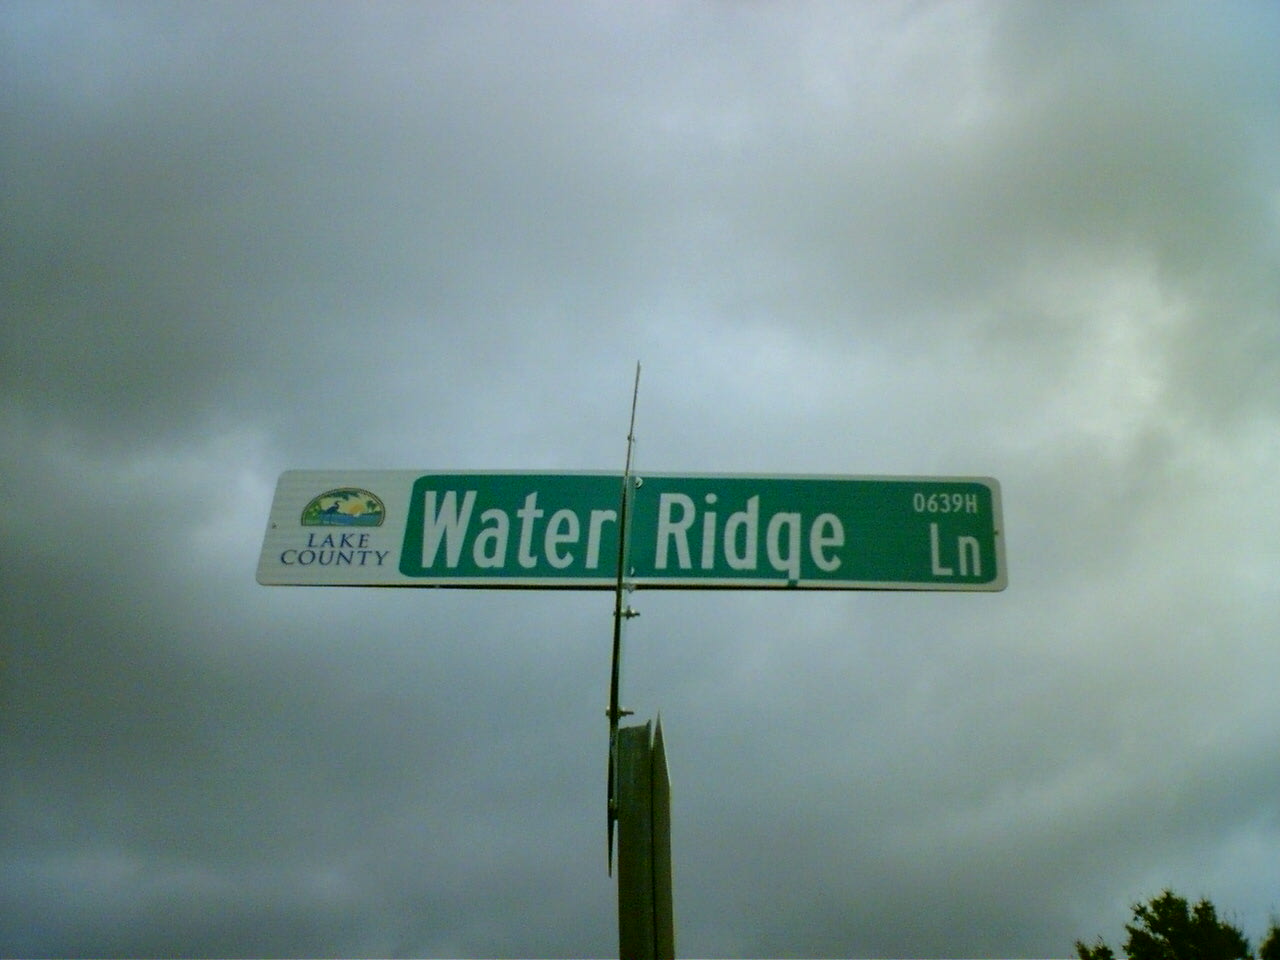 LAKE
COUNTY
Water Ridge
0639H
Ln